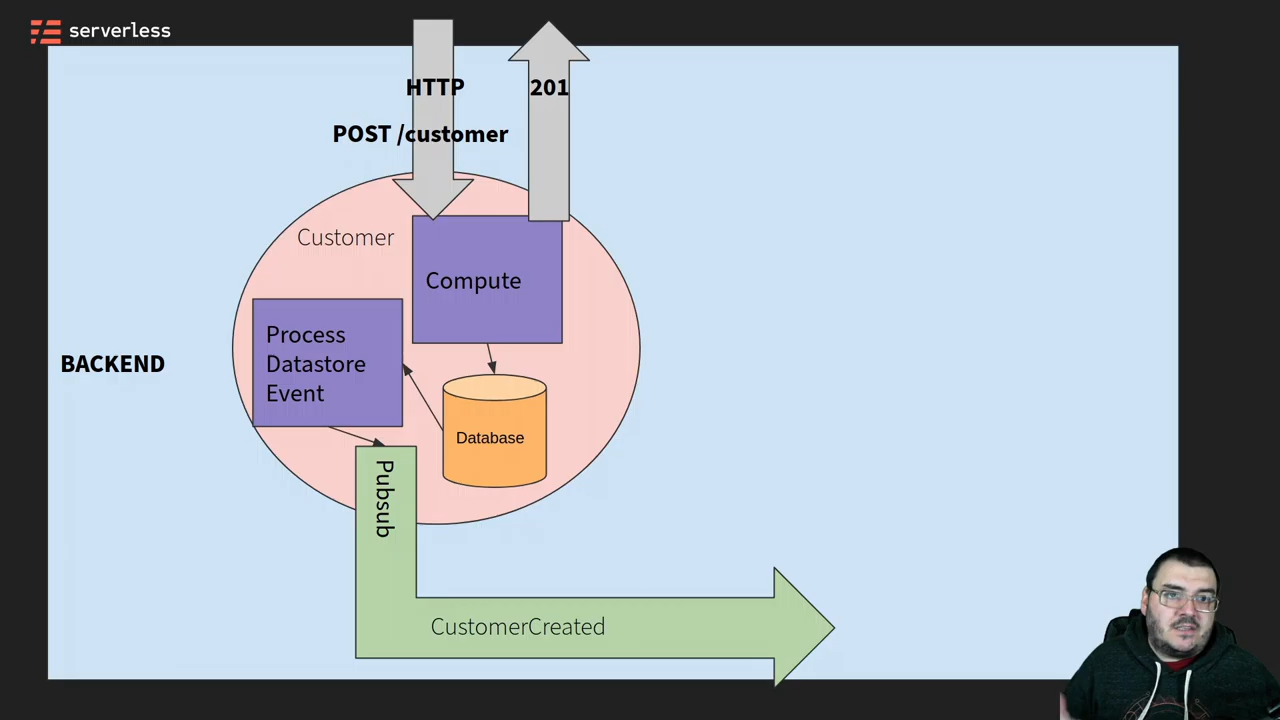 serverless
HTTP
201
POST /customer
Customer
Compute
Process
Datastore
Event
BACKEND
Database
Pubsub
CustomerCreated